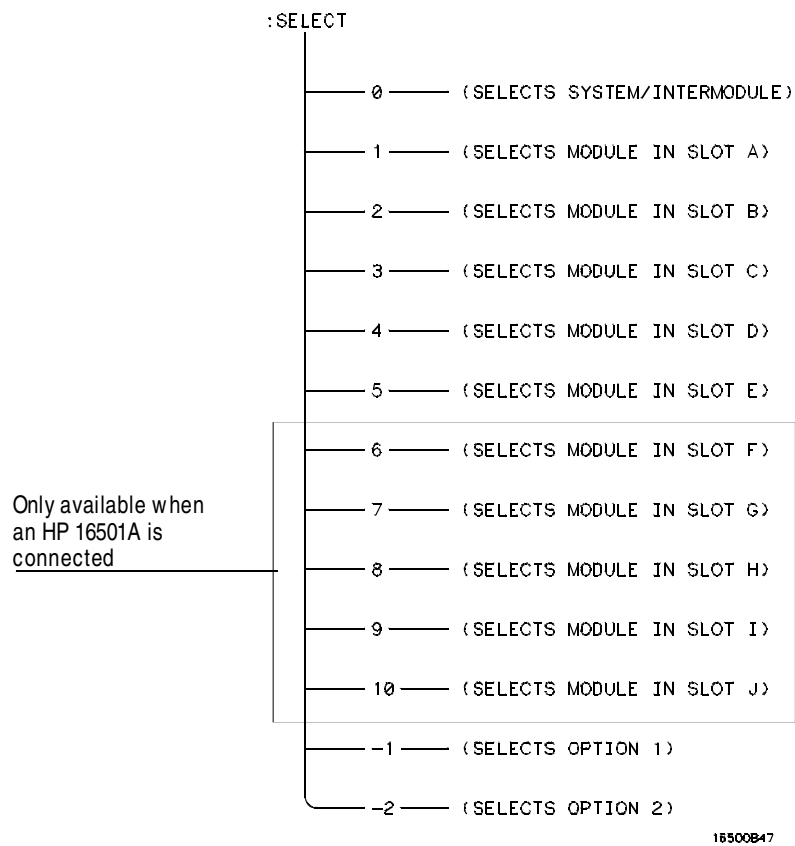 :SELECT
0 (SELECTS SYSTEM/INTERMODULE)
1 (SELECTS MODULE IN SLOT A)
2 (SELECTS MODULE IN SLOT B)
3 (SELECTS MODULE IN SLOT C)
4 (SELECTS MODULE IN SLOT D)
5 (SELECTS MODULE IN SLOT E)
6 (SELECTS MODULE IN SLOT F)
Only available when
an HP 16501A is
connected
7 (SELECTS MODULE IN SLOT G)
8 (SELECTS MODULE IN SLOT H)
9 (SELECTS MODULE IN SLOT I)
10 (SELECTS MODULE IN SLOT J)
-1 (SELECTS OPTION 1)
-2 (SELECTS OPTION 2)
16500B47